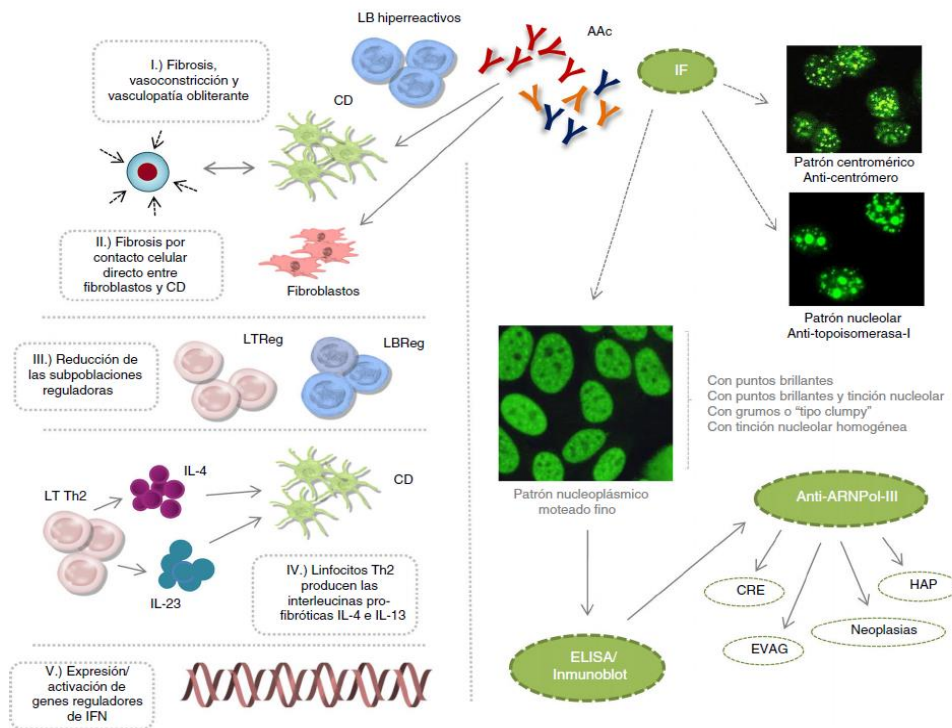 LB hiperreactivos
AAc
IF
I.) Fibrosis,
vasoconstricción y
vasculopatía obliterante
CD
Patrón centromérico
Anti-centrómero
II.) Fibrosis por
contacto celular
directo entre
fibroblastos y CD
Fibroblastos
Patrón nucleolar
Anti-topoisomerasa-I
III.) Reducción de
las subpoblaciones
reguladoras
LTReg
LBReg
Con puntos brillantes
Con puntos brillantes y tinción nucleolar
Con grumos o “tipo clumpy”
Con tinción nucleolar homogénea
Patrón nucleoplásmico
moteado fino
LT Th2
IL-4
CD
IL-23
IV.) Linfocitos Th2
producen las
interleucinas pro-
fibróticas IL-4 e IL-13
Anti-ARNPol-III
CRE
HAP
EVAG
Neoplasias
ELISA/
Inmunoblot
V.) Expresión/
activación de
genes reguladores
de IFN